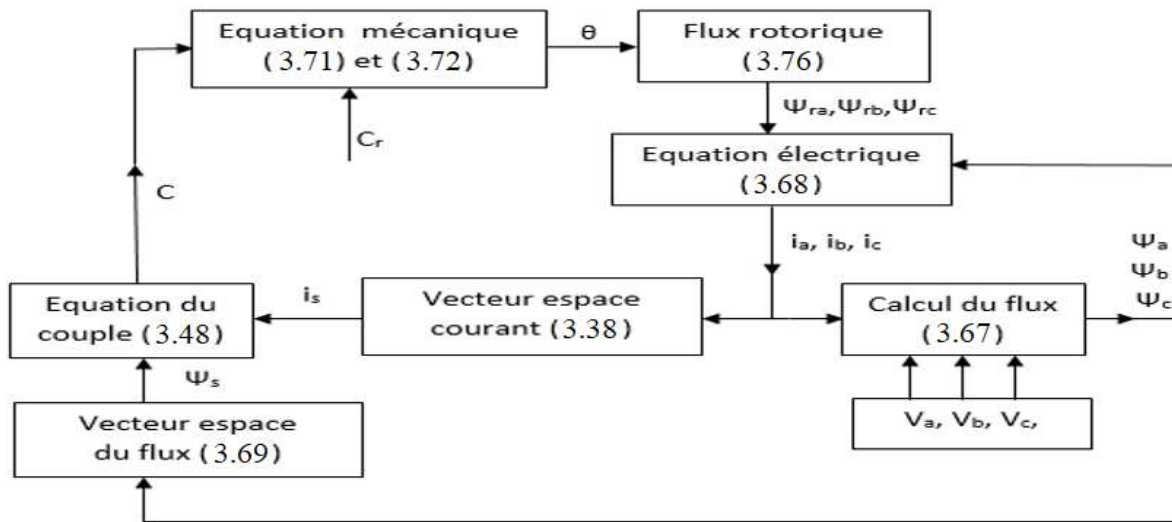 Equation mécanique
(3.71) et (3.72)
θ
Flux rotorique
(3.76)
Ψra,Ψrb,Ψrc
Cr
Equation électrique
(3.68)
C
ia, ib, ic
Ψa
Ψb
Ψc
Equation du
couple (3.48)
is
Vecteur espace
courant (3.38)
Calcul du flux
(3.67)
Ψs
Vecteur espace
du flux (3.69)
Va, Vb, Vc,